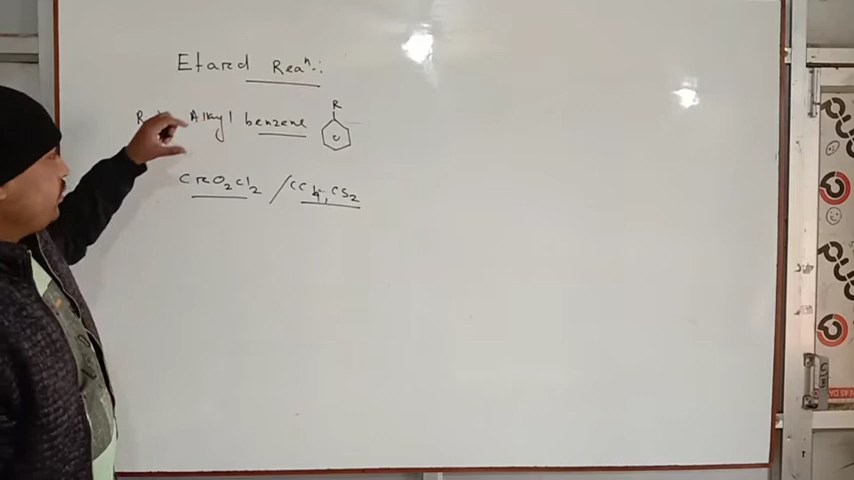 Etard Reaⁿ:
Alkyl benzene R
CrO₂Cl₂ / CCl₄, CS₂